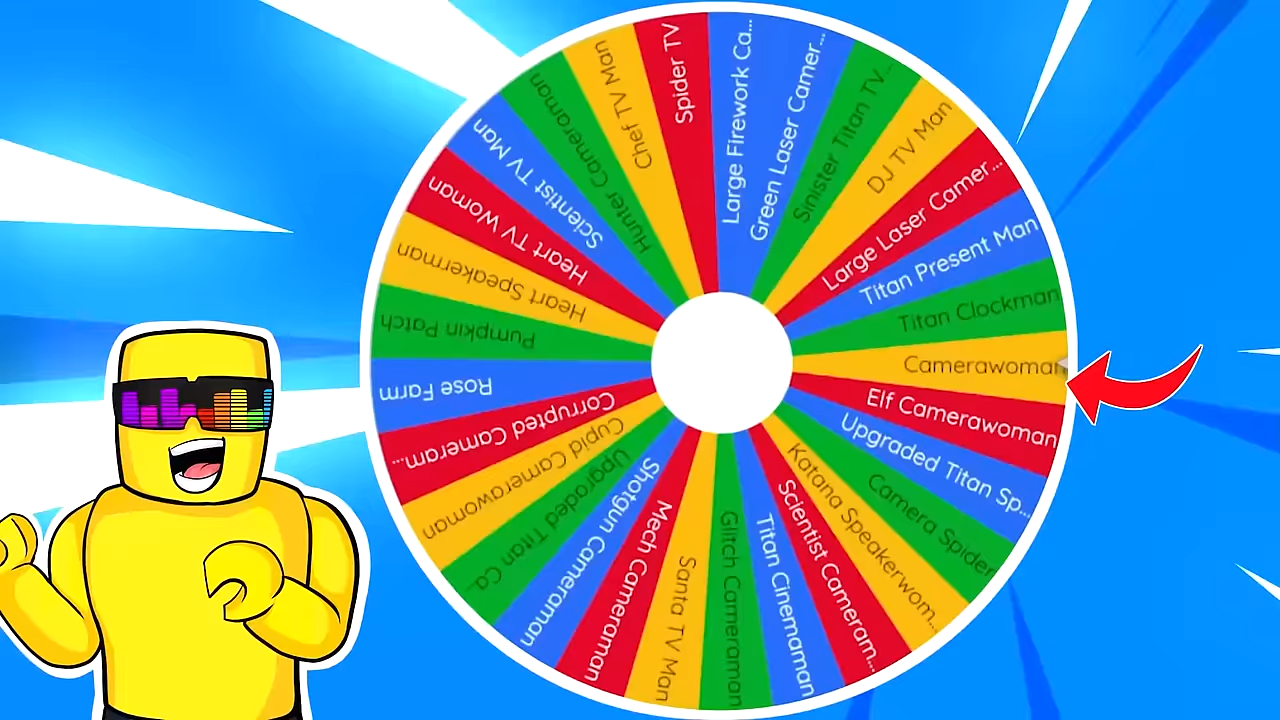 Spider TV
Large Firework Ca...
Green Laser Camer...
Sinister Titan TV...
DJ TV Man
Large Laser Camer...
Titan Present Man
Titan Clockman
Camerawoman
Elf Camerawoman
Upgraded Titan Sp...
Camera Spider
Katana Speakerwom...
Scientist Cameram...
Titan Cinemaman
Glitch Cameraman
Santa TV Man
Mech Cameraman
Shotgun Cameraman
Upgraded Titan Ca...
Cupid Camerawoman
Corrupted Cameram...
Rose Farm
Pumpkin Patch
Heart Speakerman
Heart TV Woman
Scientist TV Man
Hunter Cameraman
Chef TV Man